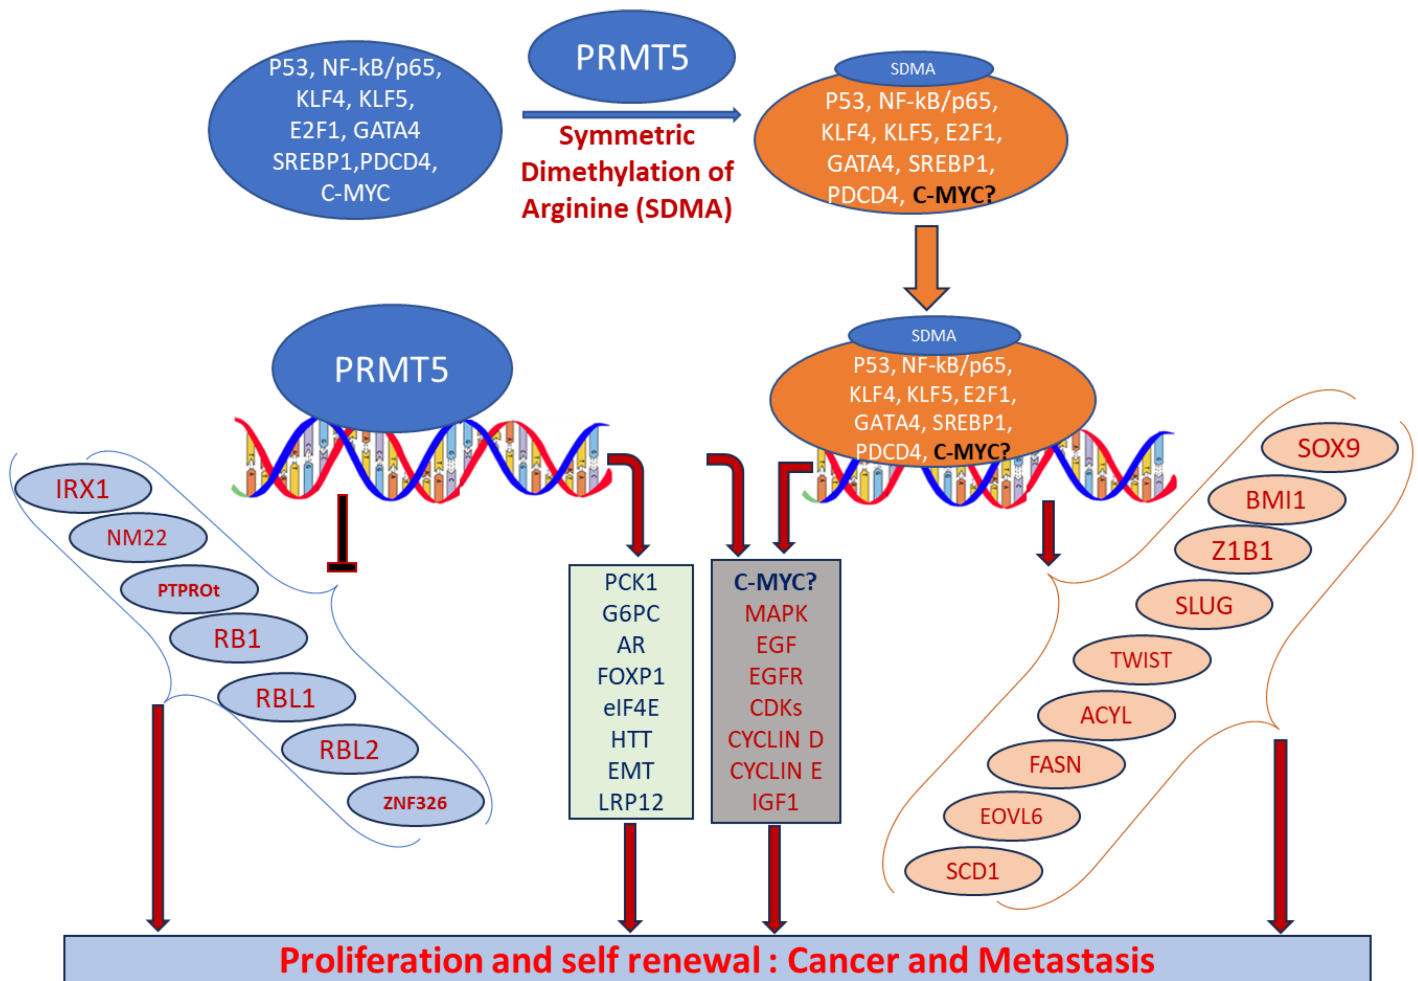 P53, NF-kB/p65,
KLF4, KLF5,
E2F1, GATA4
SREBP1,PDCD4,
C-MYC
PRMT5
Symmetric
Dimethylation of
Arginine (SDMA)
SDMA
P53, NF-kB/p65,
KLF4, KLF5, E2F1,
GATA4, SREBP1,
PDCD4, C-MYC?
PRMT5
SDMA
P53, NF-kB/p65,
KLF4, KLF5, E2F1,
GATA4, SREBP1,
PDCD4, C-MYC?
IRX1
NM22
PTPROt
RB1
RBL1
RBL2
ZNF326
PCK1
G6PC
AR
FOXP1
eIF4E
HTT
EMT
LRP12
C-MYC?
MAPK
EGF
EGFR
CDKs
CYCLIN D
CYCLIN E
IGF1
SOX9
BMI1
Z1B1
SLUG
TWIST
ACYL
FASN
EOVL6
SCD1
Proliferation and self renewal : Cancer and Metastasis